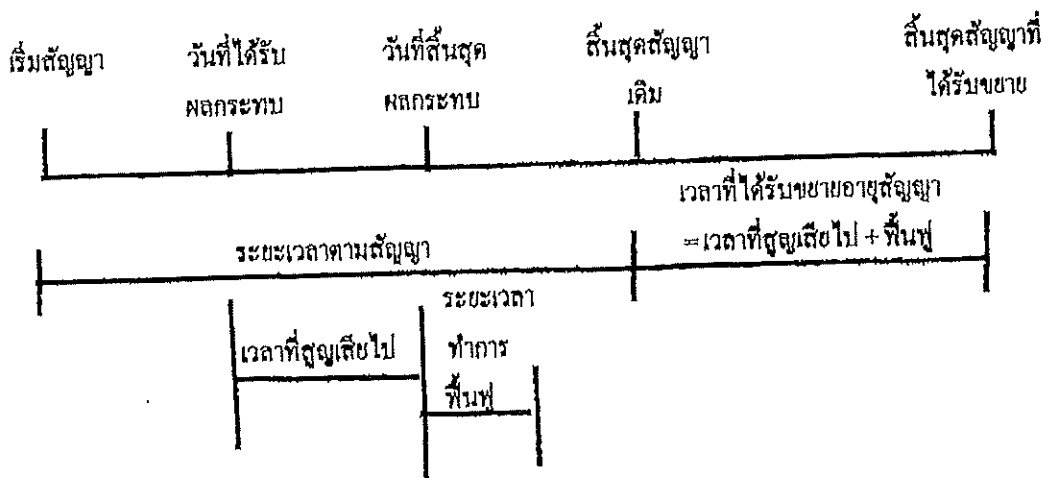 เริ่มสัญญา
วันที่ได้รับ
ผลกระทบ
วันที่สิ้นสุด
ผลกระทบ
สิ้นสุดสัญญา
เดิม
สิ้นสุดสัญญาที่
ได้รับขยาย
เวลาที่ได้รับขยายอายุสัญญา
=เวลาที่สูญเสียไป + ฟื้นฟู
ระยะเวลาตามสัญญา
เวลาที่สูญเสียไป
ระยะเวลา
ทำการ
ฟื้นฟู